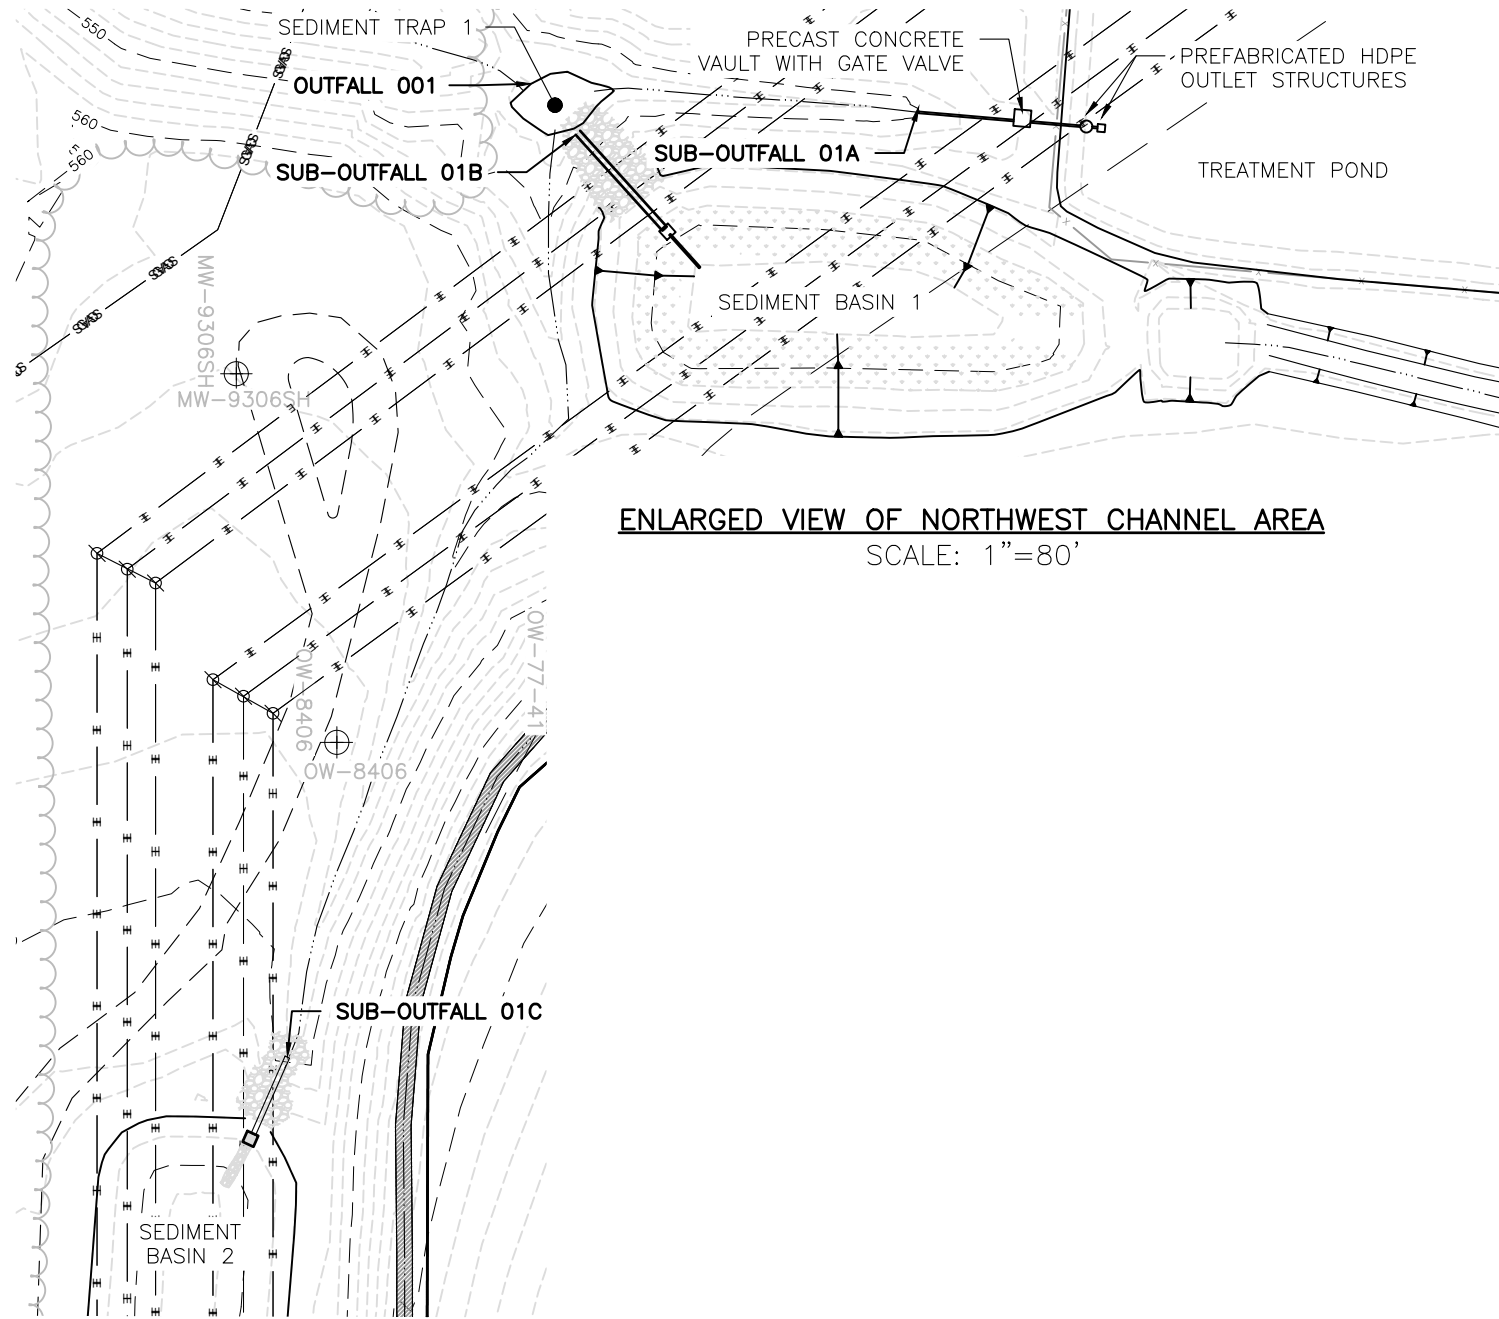 550
SEDIMENT TRAP 1
PRECAST CONCRETE
VAULT WITH GATE VALVE
PREFABRICATED HDPE
OUTLET STRUCTURES
OUTFALL 001
560
560
SUB-OUTFALL 01B
SUB-OUTFALL 01A
TREATMENT POND
SEDIMENT BASIN 1
MW-9306SH
MW-9306SH
ENLARGED VIEW OF NORTHWEST CHANNEL AREA
SCALE: 1"=80'
OW-77-41
OW-8406
OW-8406
SUB-OUTFALL 01C
SEDIMENT
BASIN 2